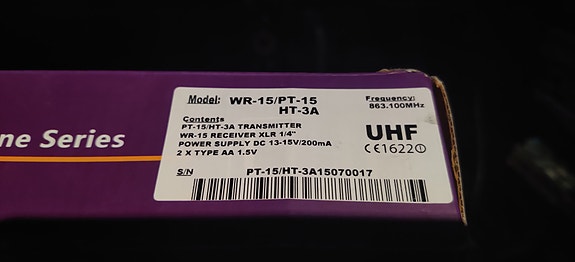 ne Series
Model: WR-15/PT-15
HT-3A
Frequency:
863.100MHz
Contents
PT-15/HT-3A TRANSMITTER
WR-15 RECEIVER XLR 1/4"
POWER SUPPLY DC 13-15V/200mA
2 X TYPE AA 1.5V
UHF
CE1622ⓘ
S/N PT-15/HT-3A15070017